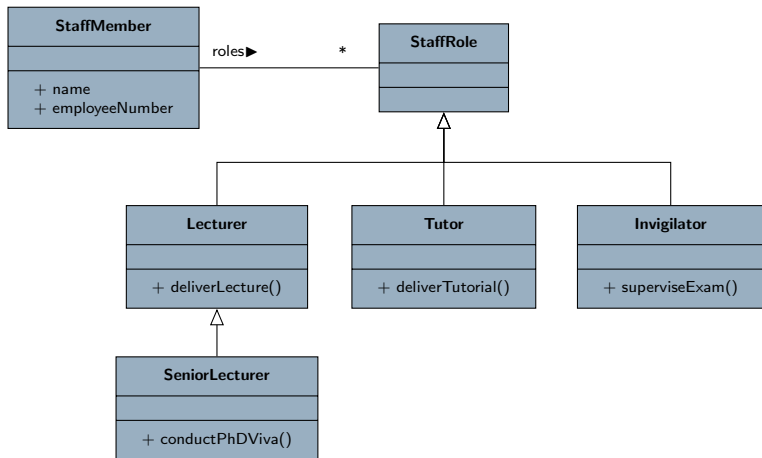 StaffMember
+ name
+ employeeNumber
roles▶ *
StaffRole
Lecturer
+ deliverLecture()
Tutor
+ deliverTutorial()
Invigilator
+ superviseExam()
SeniorLecturer
+ conductPhDViva()